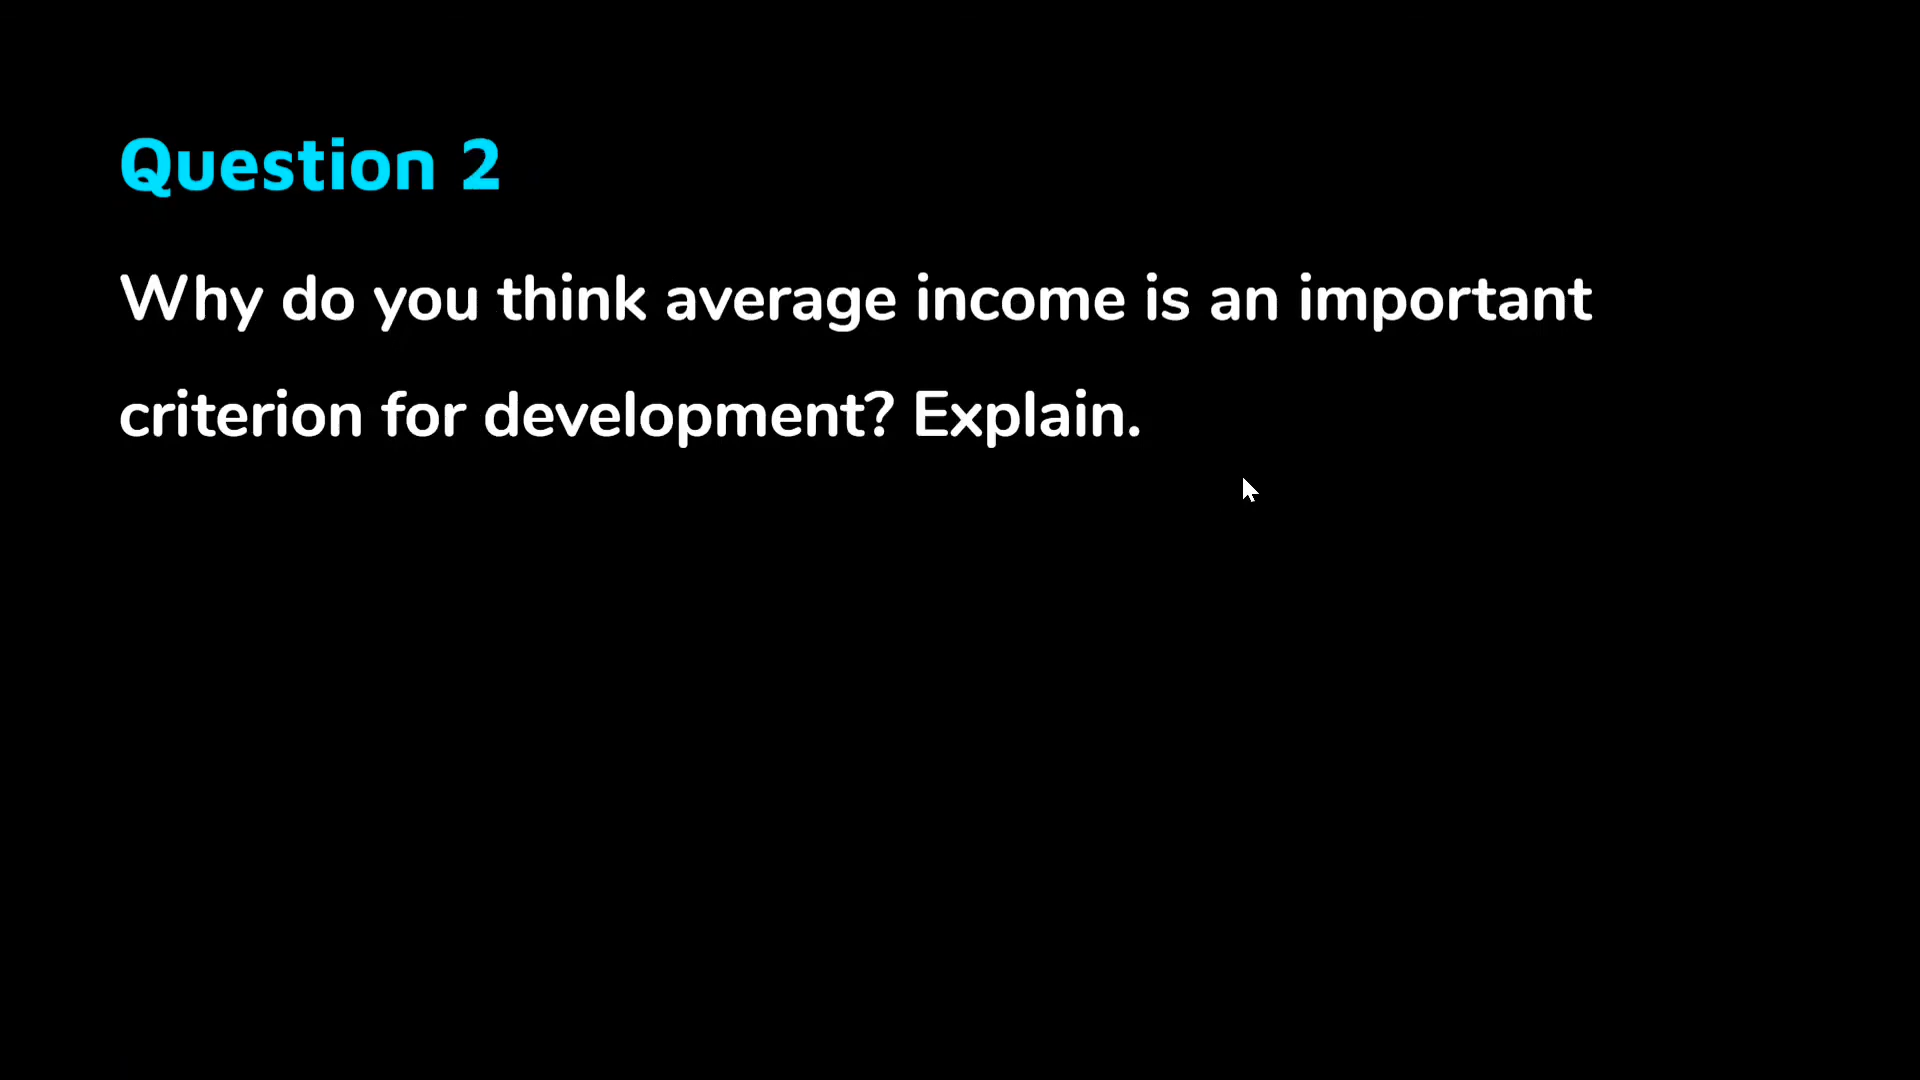 Question 2
Why do you think average income is an important
criterion for development? Explain.